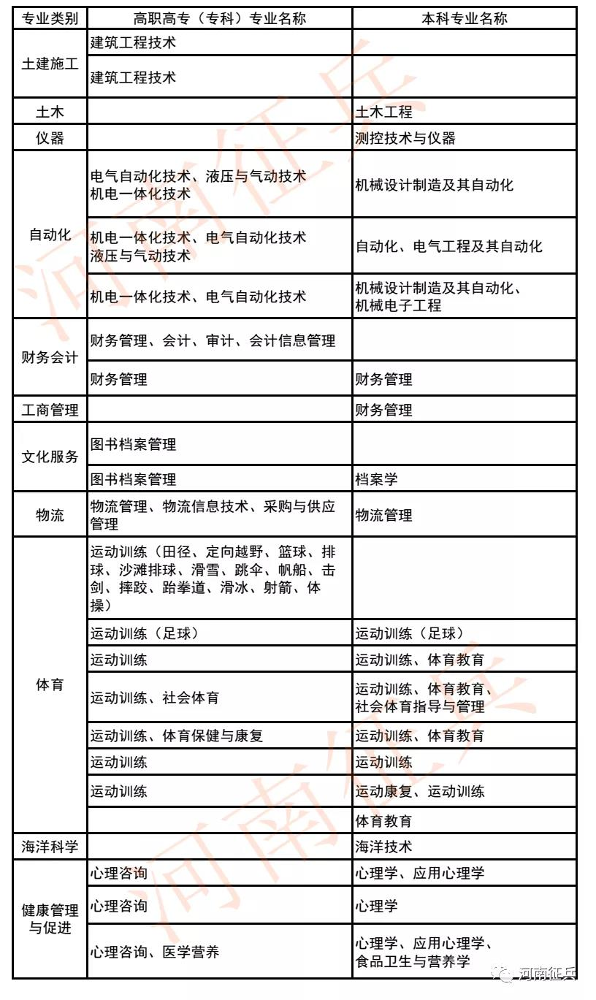 专业类别 高职高专（专科）专业名称 本科专业名称
土建施工
建筑工程技术
建筑工程技术
土木 土木工程
仪器 测控技术与仪器
自动化
电气自动化技术、液压与气动技术
机电一体化技术
机械设计制造及其自动化
机电一体化技术、电气自动化技术
液压与气动技术
自动化、电气工程及其自动化
机电一体化技术、电气自动化技术
机械设计制造及其自动化、
机械电子工程
财务会计
财务管理、会计、审计、会计信息管理
财务管理 财务管理
工商管理 财务管理
文化服务
图书档案管理
图书档案管理 档案学
物流
物流管理、物流信息技术、采购与供应
管理
物流管理
体育
运动训练（田径、定向越野、篮球、排
球、沙滩排球、滑雪、跳伞、帆船、击
剑、摔跤、跆拳道、滑冰、射箭、体
操）
运动训练（足球） 运动训练（足球）
运动训练 运动训练、体育教育
运动训练、社会体育
运动训练、体育教育、
社会体育指导与管理
运动训练、体育保健与康复 运动训练、体育教育
运动训练 运动训练
运动训练 运动康复、运动训练
体育教育
海洋科学 海洋技术
健康管理
与促进
心理咨询 心理学、应用心理学
心理咨询 心理学
心理咨询、医学营养
心理学、应用心理学、
食品卫生与营养学
河南征兵
河南征兵
河南征兵